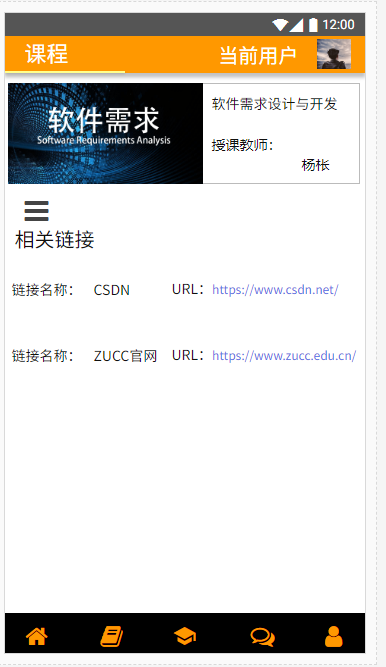 12:00
课程 当前用户
软件需求
Software Requirements Analysis
软件需求设计与开发
授课教师：
杨枨
相关链接
链接名称： CSDN URL：https://www.csdn.net/
链接名称： ZUCC官网 URL：https://www.zucc.edu.cn/